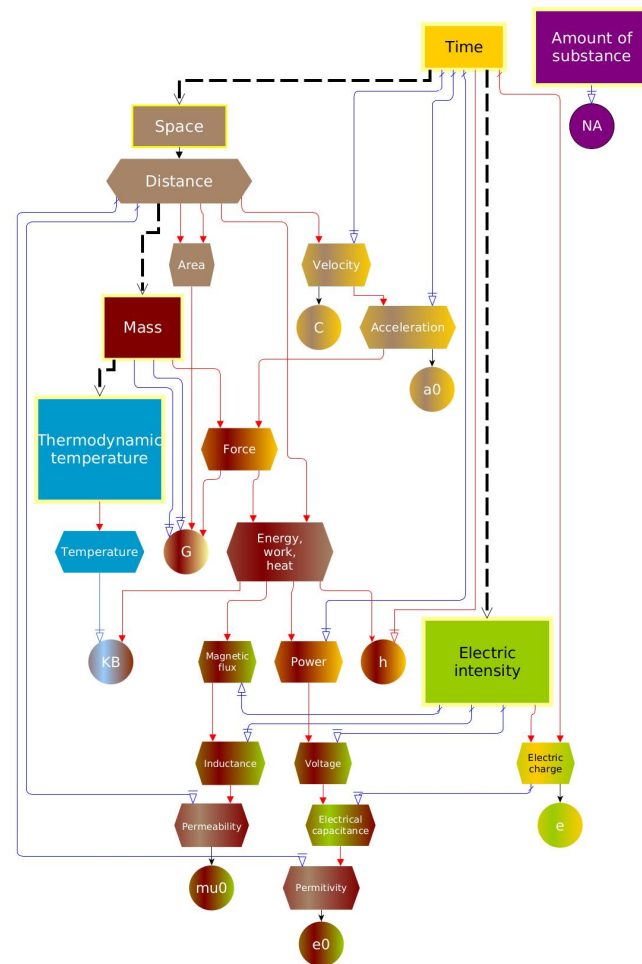 Time
Amount of
substance
NA
Space
Distance
Area
Velocity
C
Acceleration
a0
Mass
Thermodynamic
temperature
Force
Temperature
G
Energy,
work,
heat
KB
Magnetic
flux
Power
h
Electric
intensity
Inductance
Voltage
Electric
charge
Permeability
Electrical
capacitance
e
mu0
Permitivity
e0